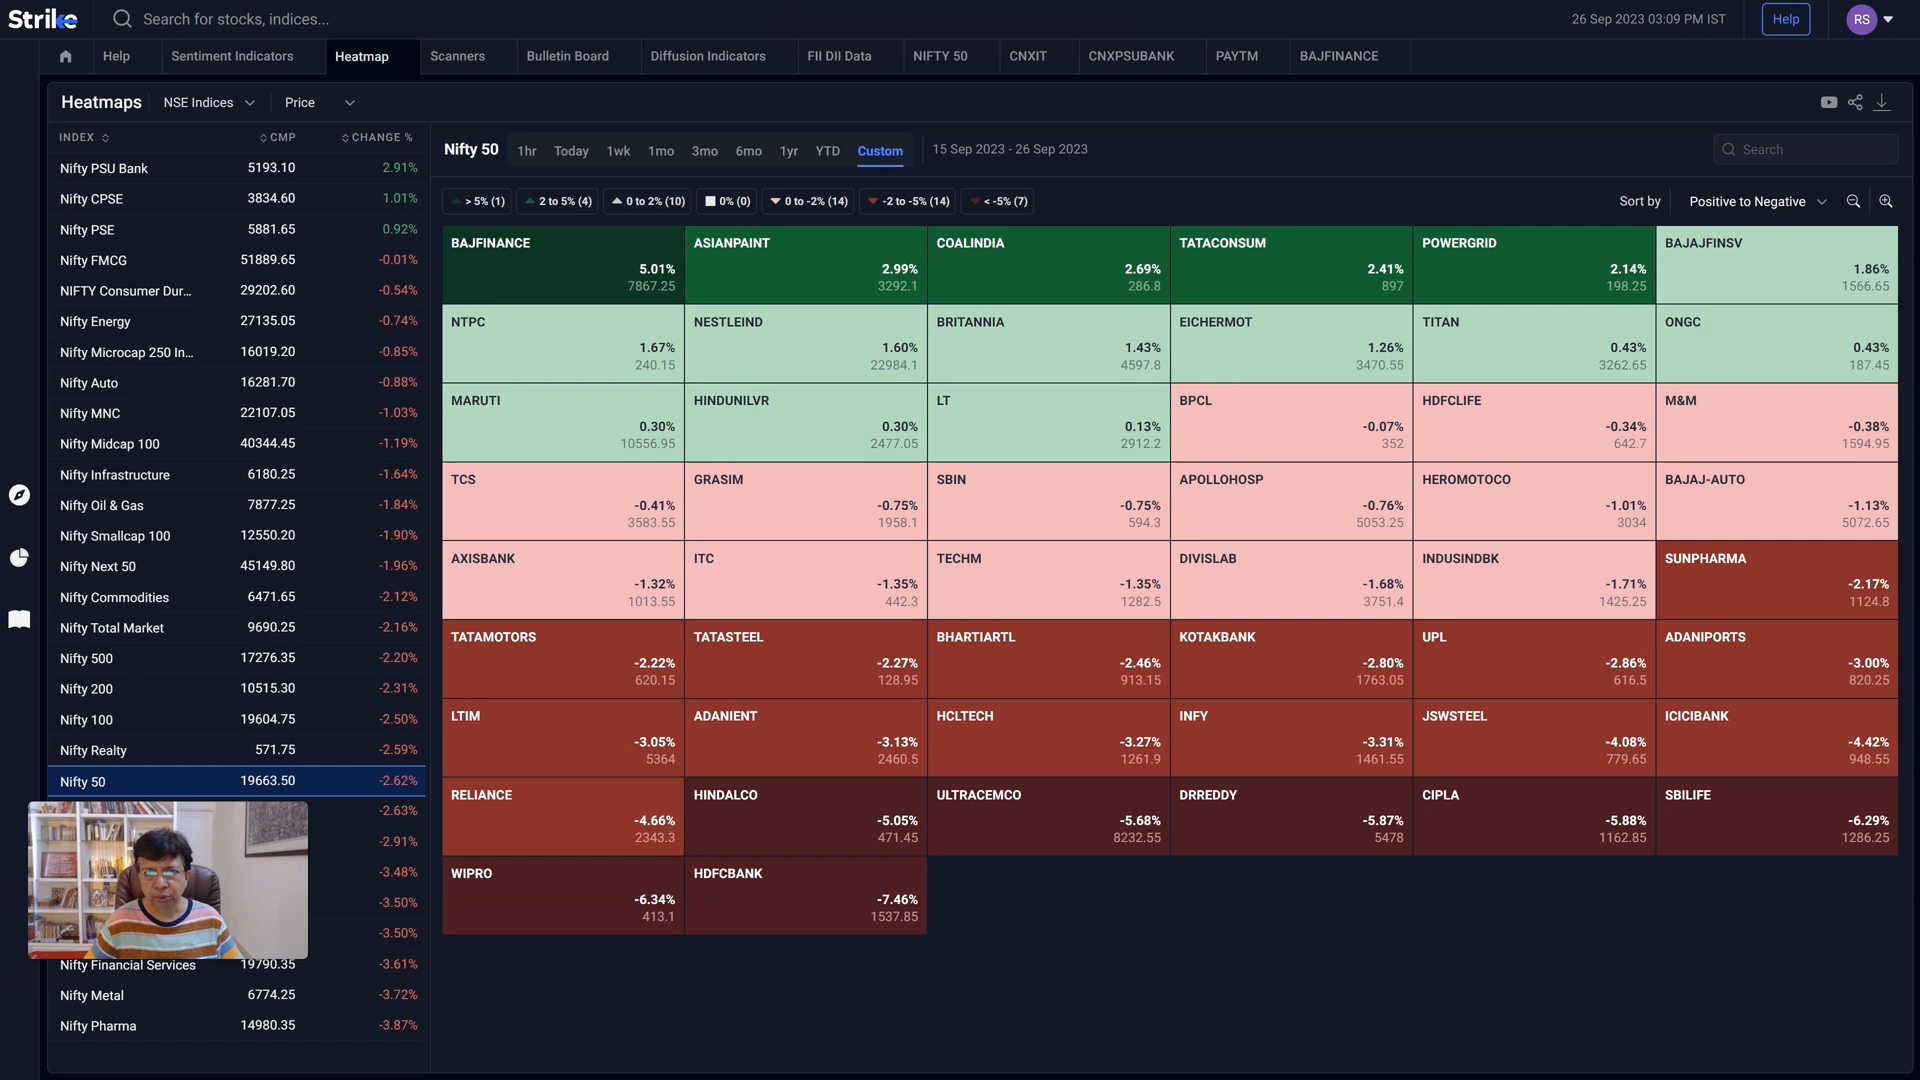 Strike
Search for stocks, indices...
26 Sep 2023 03:09 PM IST
Help
RS
Help
Sentiment Indicators
Heatmap
Scanners
Bulletin Board
Diffusion Indicators
FII DII Data
NIFTY 50
CNXIT
CNXPSUBANK
PAYTM
BAJFINANCE
Heatmaps
NSE Indices
Price
INDEX CMP CHANGE %
Nifty PSU Bank 5193.10 2.91%
Nifty CPSE 3834.60 1.01%
Nifty PSE 5881.65 0.92%
Nifty FMCG 51889.65 -0.01%
NIFTY Consumer Dur... 29202.60 -0.54%
Nifty Energy 27135.05 -0.74%
Nifty Microcap 250 In... 16019.20 -0.85%
Nifty Auto 16281.70 -0.88%
Nifty MNC 22107.05 -1.03%
Nifty Midcap 100 40344.45 -1.19%
Nifty Infrastructure 6180.25 -1.64%
Nifty Oil & Gas 7877.25 -1.84%
Nifty Smallcap 100 12550.20 -1.90%
Nifty Next 50 45149.80 -1.96%
Nifty Commodities 6471.65 -2.12%
Nifty Total Market 9690.25 -2.16%
Nifty 500 17276.35 -2.20%
Nifty 200 10515.30 -2.31%
Nifty 100 19604.75 -2.50%
Nifty Realty 571.75 -2.59%
Nifty 50 19663.50 -2.62%
-2.63%
-2.91%
-3.48%
-3.50%
-3.50%
Nifty Financial Services 19790.35 -3.61%
Nifty Metal 6774.25 -3.72%
Nifty Pharma 14980.35 -3.87%
Nifty 50 1hr Today 1wk 1mo 3mo 6mo 1yr YTD Custom 15 Sep 2023 - 26 Sep 2023
Search
> 5% (1) 2 to 5% (4) 0 to 2% (10) 0% (0) 0 to -2% (14) -2 to -5% (14) < -5% (7)
Sort by Positive to Negative
BAJFINANCE ASIANPAINT COALINDIA TATACONSUM POWERGRID BAJAJFINSV
5.01% 2.99% 2.69% 2.41% 2.14% 1.86%
7867.25 3292.1 286.8 897 198.25 1566.65
NTPC NESTLEIND BRITANNIA EICHERMOT TITAN ONGC
1.67% 1.60% 1.43% 1.26% 0.43% 0.43%
240.15 22984.1 4597.8 3470.55 3262.65 187.45
MARUTI HINDUNILVR LT BPCL HDFCLIFE M&M
0.30% 0.30% 0.13% -0.07% -0.34% -0.38%
10556.95 2477.05 2912.2 352 642.7 1594.95
TCS GRASIM SBIN APOLLOHOSP HEROMOTOCO BAJAJ-AUTO
-0.41% -0.75% -0.75% -0.76% -1.01% -1.13%
3583.55 1958.1 594.3 5053.25 3034 5072.65
AXISBANK ITC TECHM DIVISLAB INDUSINDBK SUNPHARMA
-1.32% -1.35% -1.35% -1.68% -1.71% -2.17%
1013.55 442.3 1282.5 3751.4 1425.25 1124.8
TATAMOTORS TATASTEEL BHARTIARTL KOTAKBANK UPL ADANIPORTS
-2.22% -2.27% -2.46% -2.80% -2.86% -3.00%
620.15 128.95 913.15 1763.05 616.5 820.25
LTIM ADANIENT HCLTECH INFY JSWSTEEL ICICIBANK
-3.05% -3.13% -3.27% -3.31% -4.08% -4.42%
5364 2460.5 1261.9 1461.55 779.65 948.55
RELIANCE HINDALCO ULTRACEMCO DRREDDY CIPLA SBILIFE
-4.66% -5.05% -5.68% -5.87% -5.88% -6.29%
2343.3 471.45 8232.55 5478 1162.85 1286.25
WIPRO HDFCBANK
-6.34% -7.46%
413.1 1537.85